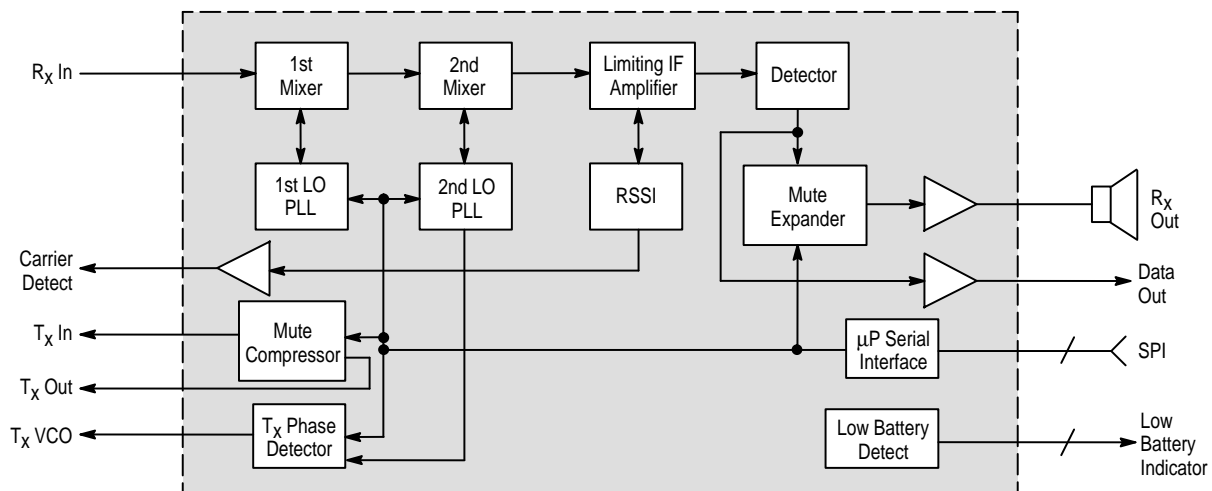 Rx In
1st
Mixer
2nd
Mixer
Limiting IF
Amplifier
Detector
1st LO
PLL
2nd LO
PLL
RSSI
Mute
Expander
Rx
Out
Carrier
Detect
Data
Out
Tx In
Mute
Compressor
µP Serial
Interface
SPI
Tx Out
Tx VCO
Tx Phase
Detector
Low Battery
Detect
Low
Battery
Indicator